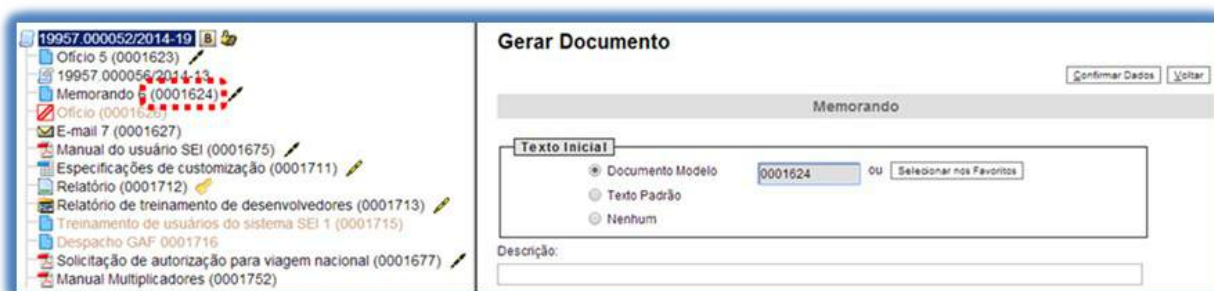 19957.000052/2014-19 B
Ofício 5 (0001623)
19957.000056/2014-13
Memorando 6 (0001624)
Ofício (0001626)
E-mail 7 (0001627)
Manual do usuário SEI (0001675)
Especificações de customização (0001711)
Relatório (0001712)
Relatório de treinamento de desenvolvedores (0001713)
Treinamento de usuários do sistema SEI 1 (0001715)
Despacho GAF 0001716
Solicitação de autorização para viagem nacional (0001677)
Manual Multiplicadores (0001752)
Gerar Documento
Confirmar Dados Voltar
Memorando
Texto Inicial
Documento Modelo 0001624 ou Selecionar nos Favoritos
Texto Padrão
Nenhum
Descrição: